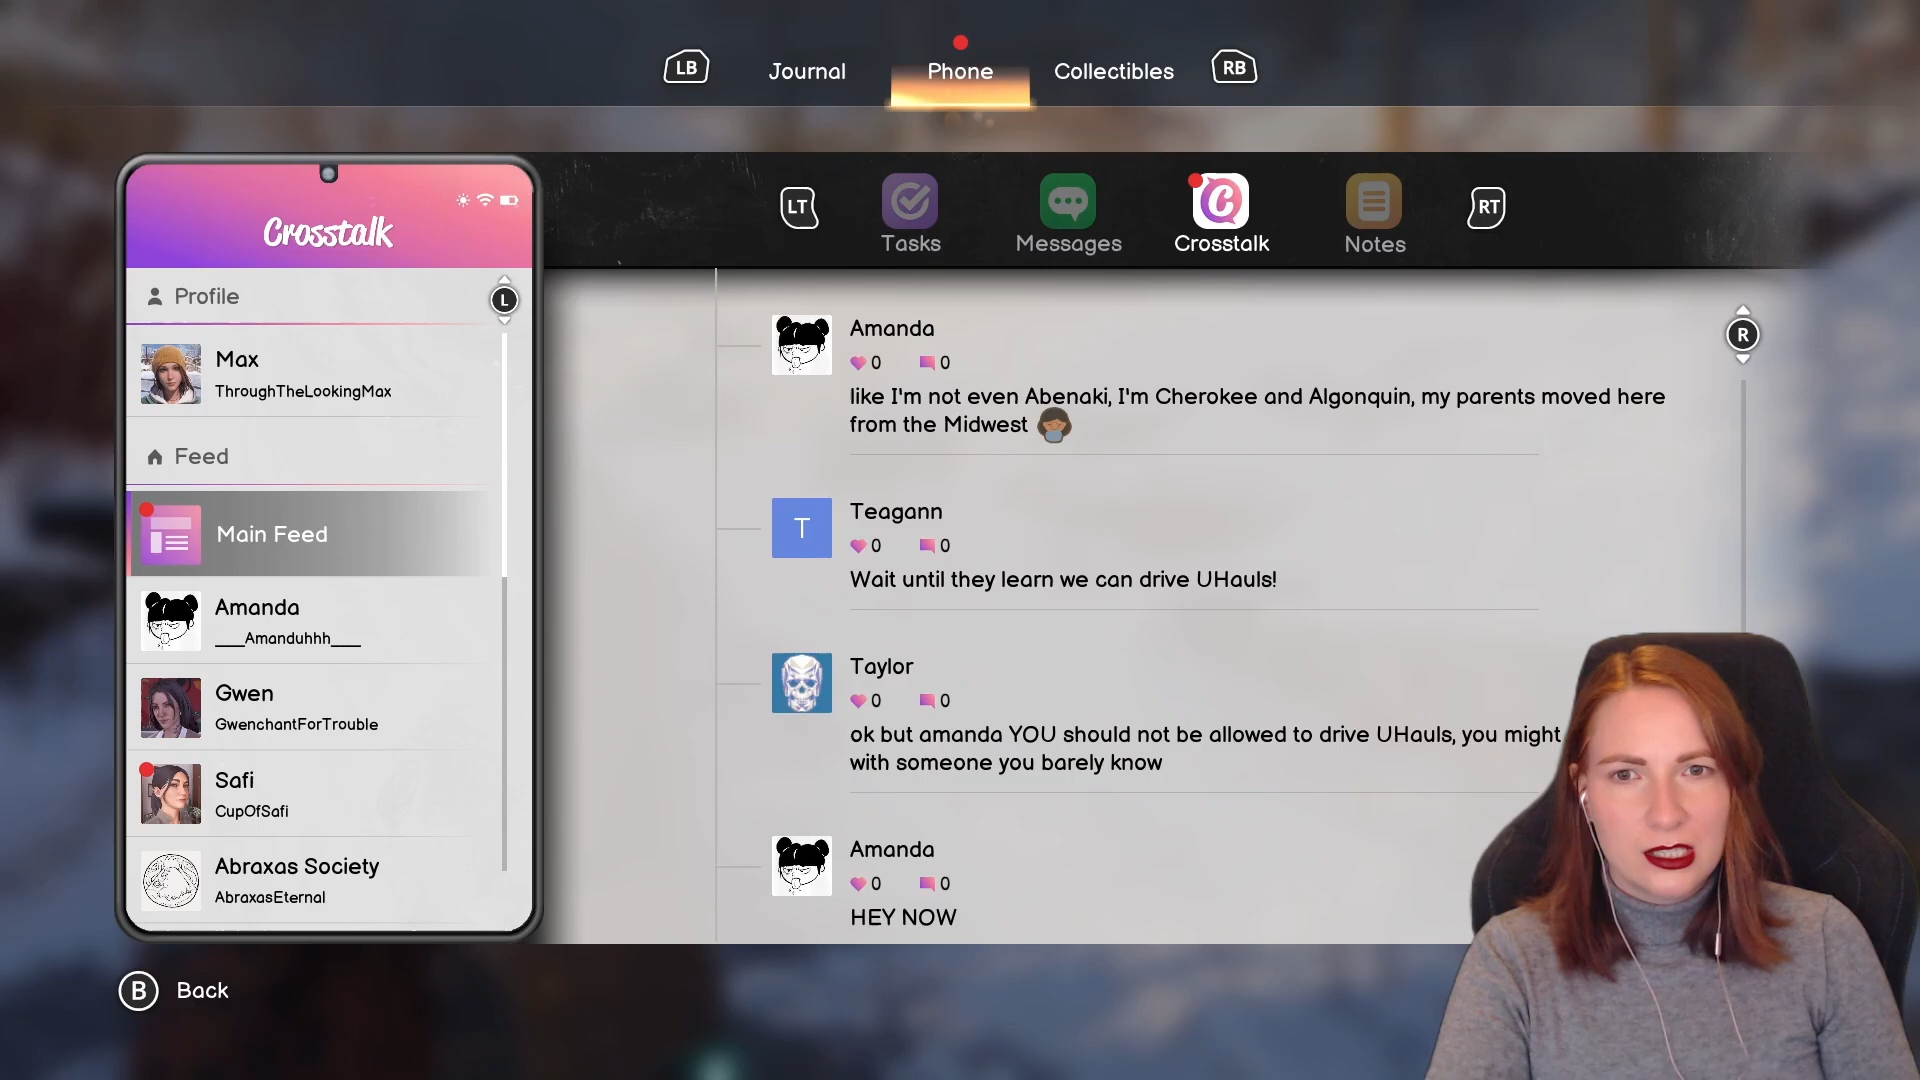 LB
Journal
Phone
Collectibles
RB
Crosstalk
Profile
L
Max
ThroughTheLookingMax
Feed
Main Feed
Amanda
___Amanduhhh___
Gwen
GwenchantForTrouble
Safi
CupOfSafi
Abraxas Society
AbraxasEternal
LT
Tasks
Messages
Crosstalk
Notes
RT
R
Amanda
0 0
like I'm not even Abenaki, I'm Cherokee and Algonquin, my parents moved here
from the Midwest
T
Teagann
0 0
Wait until they learn we can drive UHauls!
Taylor
0 0
ok but amanda YOU should not be allowed to drive UHauls, you might
with someone you barely know
Amanda
0 0
HEY NOW
B Back